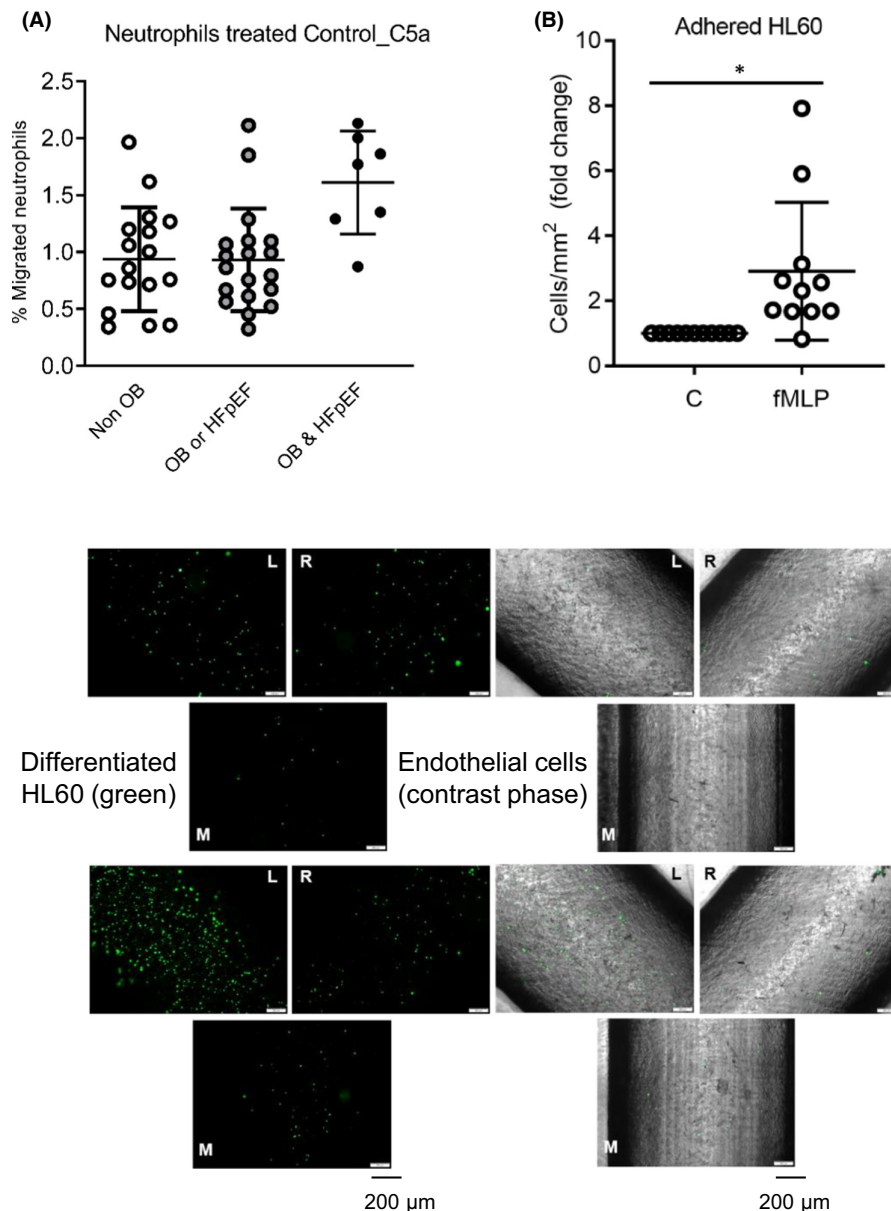 (A)
Neutrophils treated Control_C5a
% Migrated neutrophils
2.5
2.0
1.5
1.0
0.5
0.0
Non OB
OB or HFpEF
OB & HFpEF
(B)
Adhered HL60
Cells/mm² (fold change)
10
8
6
4
2
0
*
C
fMLP
L
R
L
R
Differentiated
HL60 (green)
M
Endothelial cells
(contrast phase)
M
L
R
L
R
M
M
200 µm
200 µm